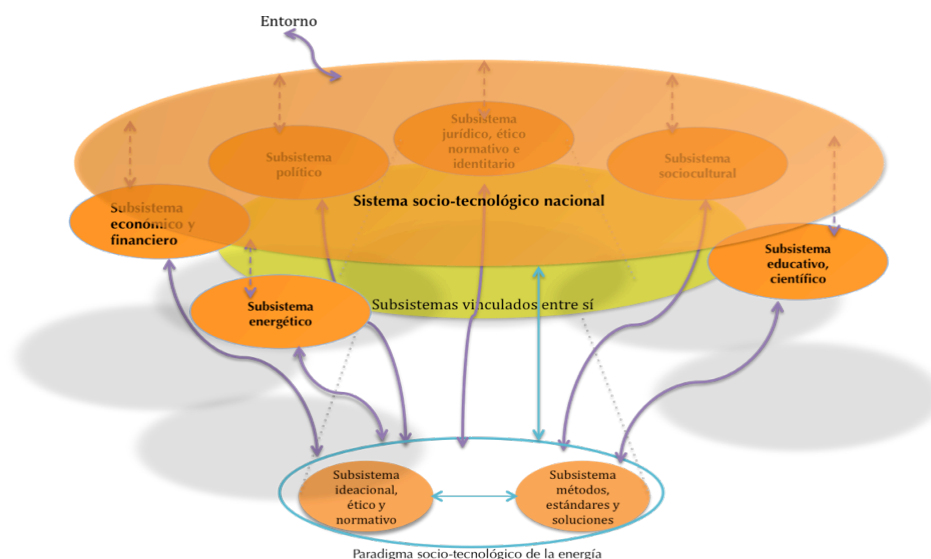 Entorno
Subsistema
jurídico, ético
normativo e
identitario
Subsistema
político
Subsistema
sociocultural
Sistema socio-tecnológico nacional
Subsistema
económico y
financiero
Subsistema
educativo,
científico
Subsistema
energético
Subsistemas vinculados entre sí
Subsistema
ideacional,
ético y
normativo
Subsistema
métodos,
estándares y
soluciones
Paradigma socio-tecnológico de la energía